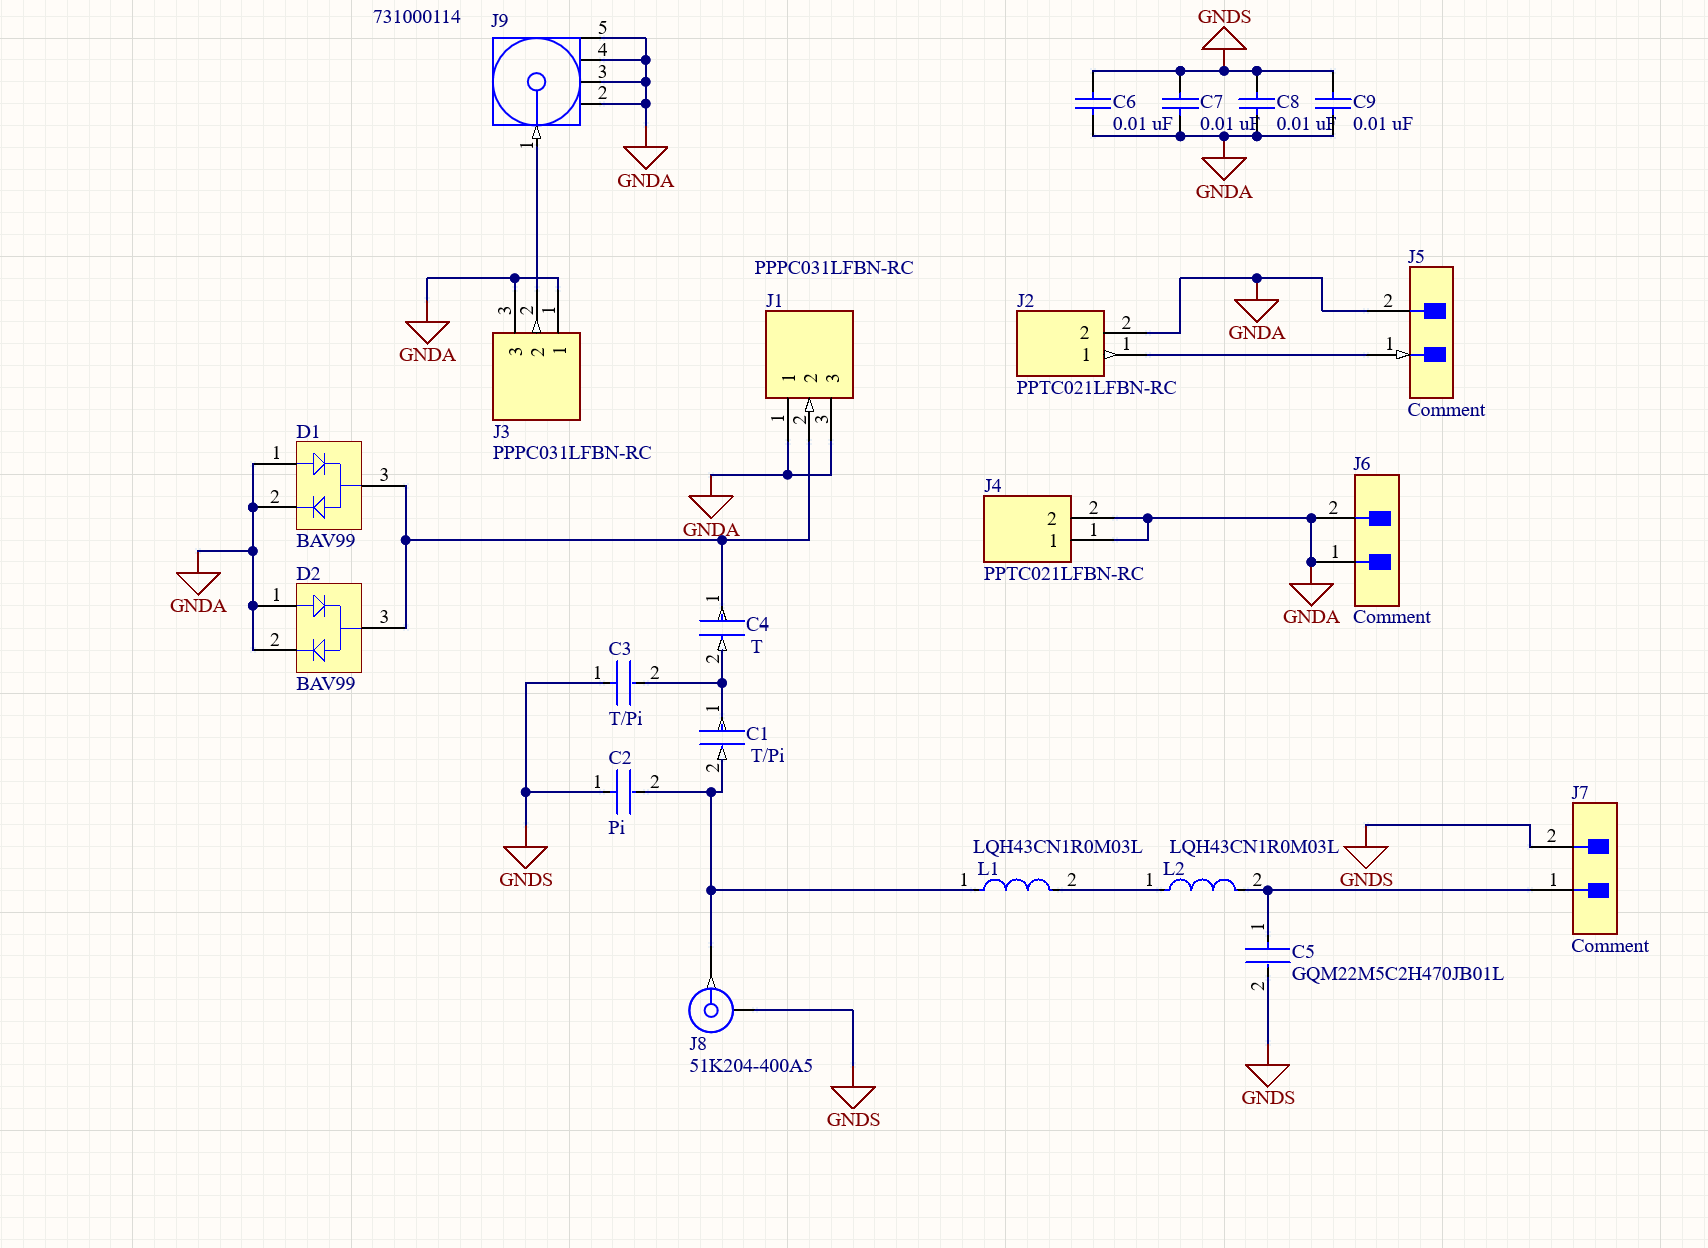 731000114
J9
5
4
3
2
1
GNDA
GNDS
C6
0.01 uF
C7
0.01 uF
C8
0.01 uF
C9
0.01 uF
GNDA
GNDA
3
2
1
3 2 1
J3
PPPC031LFBN-RC
PPPC031LFBN-RC
J1
1 2 3
1
2
3
GNDA
J2
2
1
2
1
PPTC021LFBN-RC
GNDA
J5
2
1
Comment
J4
2
1
2
1
PPTC021LFBN-RC
J6
2
1
GNDA
Comment
D1
1
2
3
BAV99
GNDA
D2
1
2
3
BAV99
1
C4
T
2
C3
1
2
T/Pi
1
C1
T/Pi
2
C2
1
2
Pi
GNDS
LQH43CN1R0M03L
L1
1
2
LQH43CN1R0M03L
L2
1
2
GNDS
J7
2
1
Comment
1
C5
GQM22M5C2H470JB01L
2
GNDS
J8
51K204-400A5
GNDS